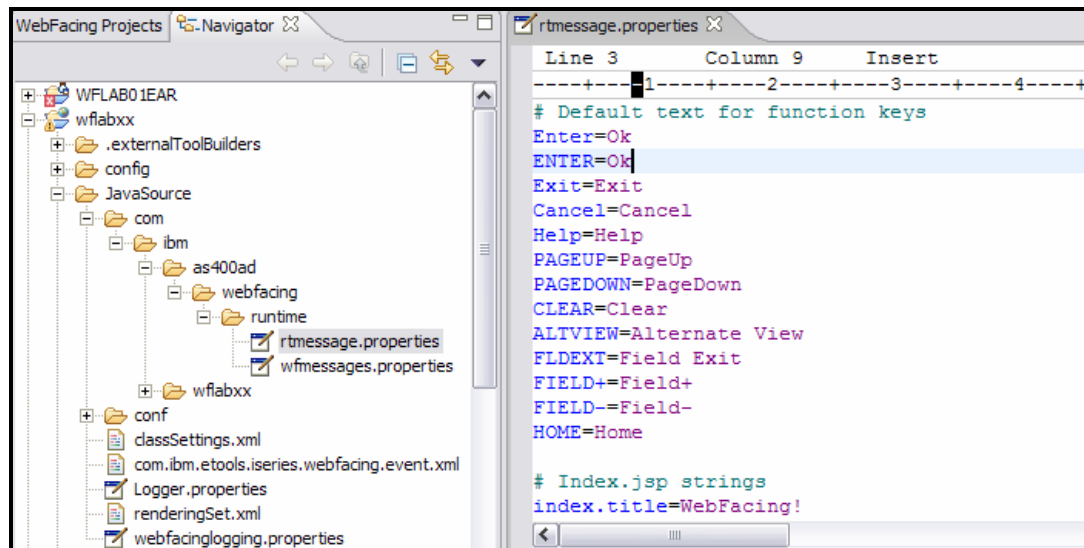 WebFacing Projects
Navigator
WFLAB01EAR
wflabxx
.externalToolBuilders
config
JavaSource
com
ibm
as400ad
webfacing
runtime
rtmessage.properties
wfmessages.properties
wflabxx
conf
classSettings.xml
com.ibm.etools.iseries.webfacing.event.xml
Logger.properties
renderingSet.xml
webfacinglogging.properties
rtmessage.properties
Line 3 Column 9 Insert
----+----1----+----2----+----3----+----4----+
# Default text for function keys
Enter=Ok
ENTER=Ok
Exit=Exit
Cancel=Cancel
Help=Help
PAGEUP=PageUp
PAGEDOWN=PageDown
CLEAR=Clear
ALTVIEW=Alternate View
FLDEXT=Field Exit
FIELD+=Field+
FIELD-=Field-
HOME=Home
# Index.jsp strings
index.title=WebFacing!